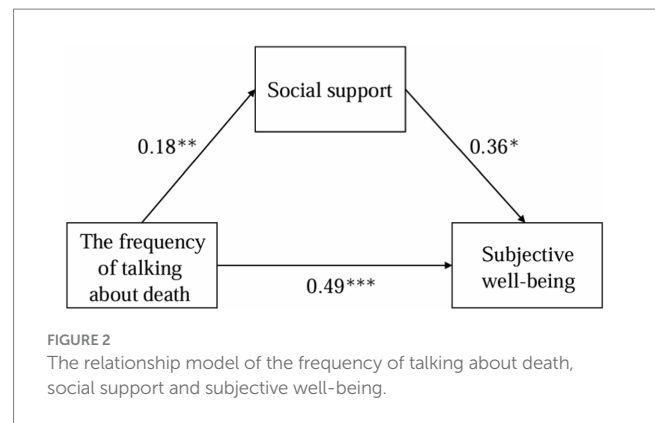 Social support
0.18**
0.36*
The frequency
of talking
about death
0.49***
Subjective
well-being
FIGURE 2
The relationship model of the frequency of talking about death,
social support and subjective well-being.